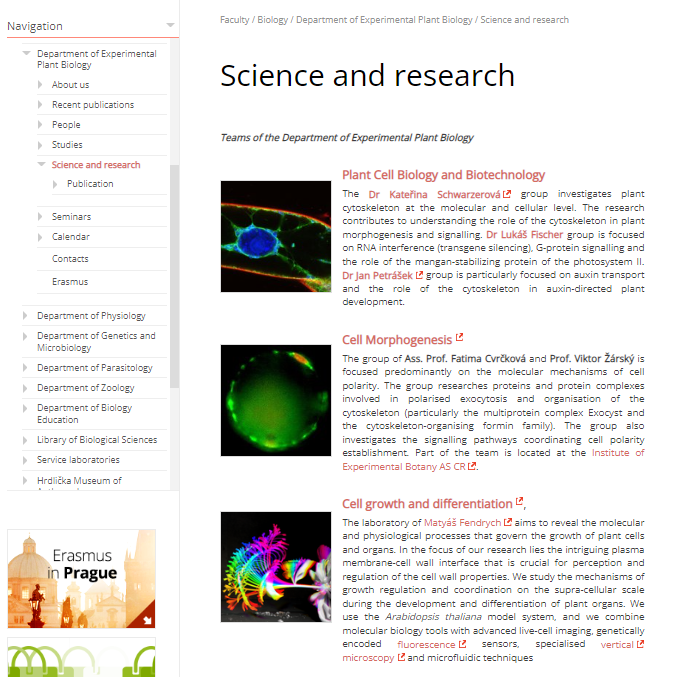 Navigation
Department of Experimental
Plant Biology
About us
Recent publications
People
Studies
Science and research
Publication
Seminars
Calendar
Contacts
Erasmus
Department of Physiology
Department of Genetics and
Microbiology
Department of Parasitology
Department of Zoology
Department of Biology
Education
Library of Biological Sciences
Service laboratories
Hrdlička Museum of
Erasmus
in Prague
Faculty / Biology / Department of Experimental Plant Biology / Science and research
Science and research
Teams of the Department of Experimental Plant Biology
Plant Cell Biology and Biotechnology
The Dr Kateřina Schwarzerová group investigates plant
cytoskeleton at the molecular and cellular level. The research
contributes to understanding the role of the cytoskeleton in plant
morphogenesis and signalling. Dr Lukáš Fischer group is focused
on RNA interference (transgene silencing), G-protein signalling and
the role of the mangan-stabilizing protein of the photosystem II.
Dr Jan Petrášek group is particularly focused on auxin transport
and the role of the cytoskeleton in auxin-directed plant
development.
Cell Morphogenesis
The group of Ass. Prof. Fatima Cvrčková and Prof. Viktor Žárský is
focused predominantly on the molecular mechanisms of cell
polarity. The group researches proteins and protein complexes
involved in polarised exocytosis and organisation of the
cytoskeleton (particularly the multiprotein complex Exocyst and
the cytoskeleton-organising formin family). The group also
investigates the signalling pathways coordinating cell polarity
establishment. Part of the team is located at the Institute of
Experimental Botany AS CR.
Cell growth and differentiation,
The laboratory of Matyáš Fendrych aims to reveal the molecular
and physiological processes that govern the growth of plant cells
and organs. In the focus of our research lies the intriguing plasma
membrane-cell wall interface that is crucial for perception and
regulation of the cell wall properties. We study the mechanisms of
growth regulation and coordination on the supra-cellular scale
during the development and differentiation of plant organs. We
use the Arabidopsis thaliana model system, and we combine
molecular biology tools with advanced live-cell imaging, genetically
encoded fluorescence sensors, specialised vertical
microscopy and microfluidic techniques